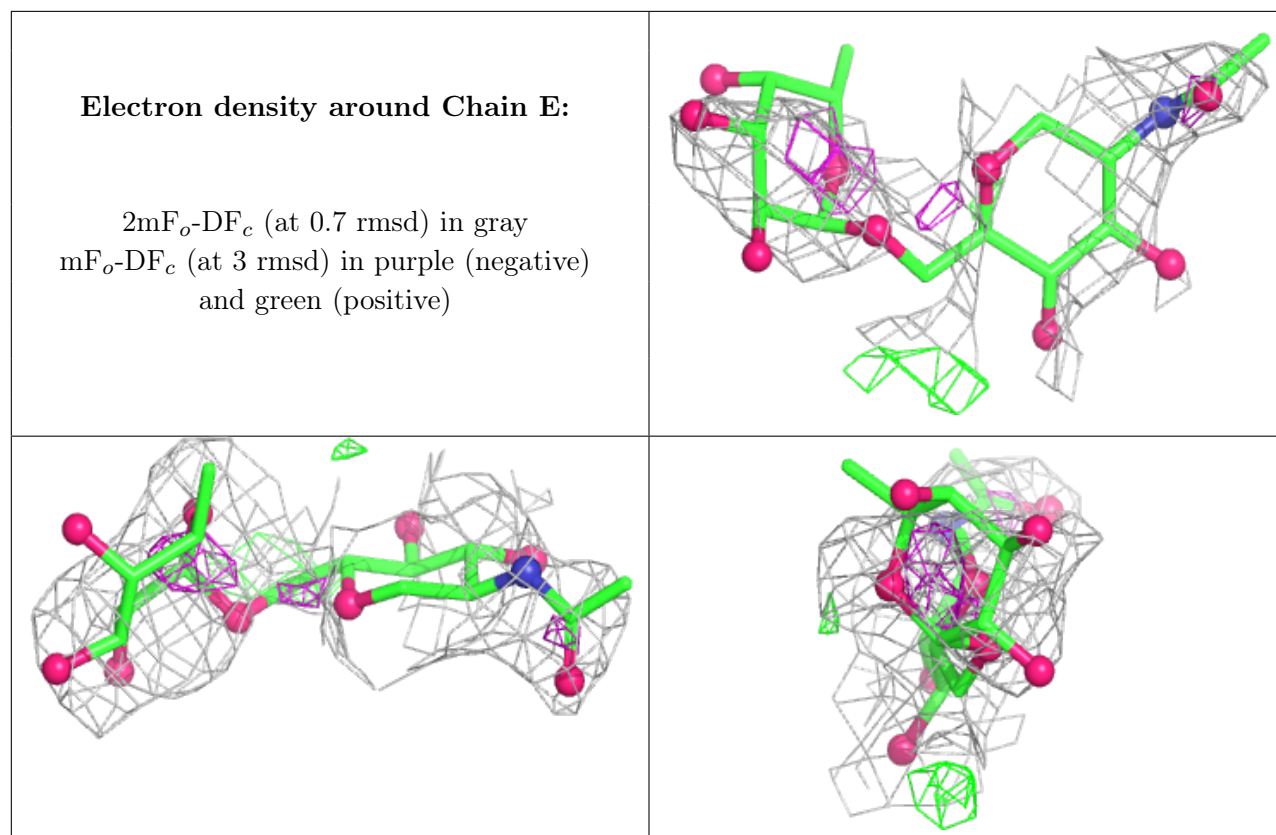 Electron density around Chain E:
2mFₒ-DF𝒸 (at 0.7 rmsd) in gray
mFₒ-DF𝒸 (at 3 rmsd) in purple (negative)
and green (positive)